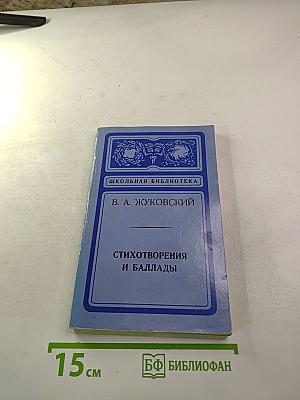 ШКОЛЬНАЯ БИБЛИОТЕКА
В. А. ЖУКОВСКИЙ
СТИХОТВОРЕНИЯ
И БАЛЛАДЫ
15 см
БФ БИБЛИОФАН